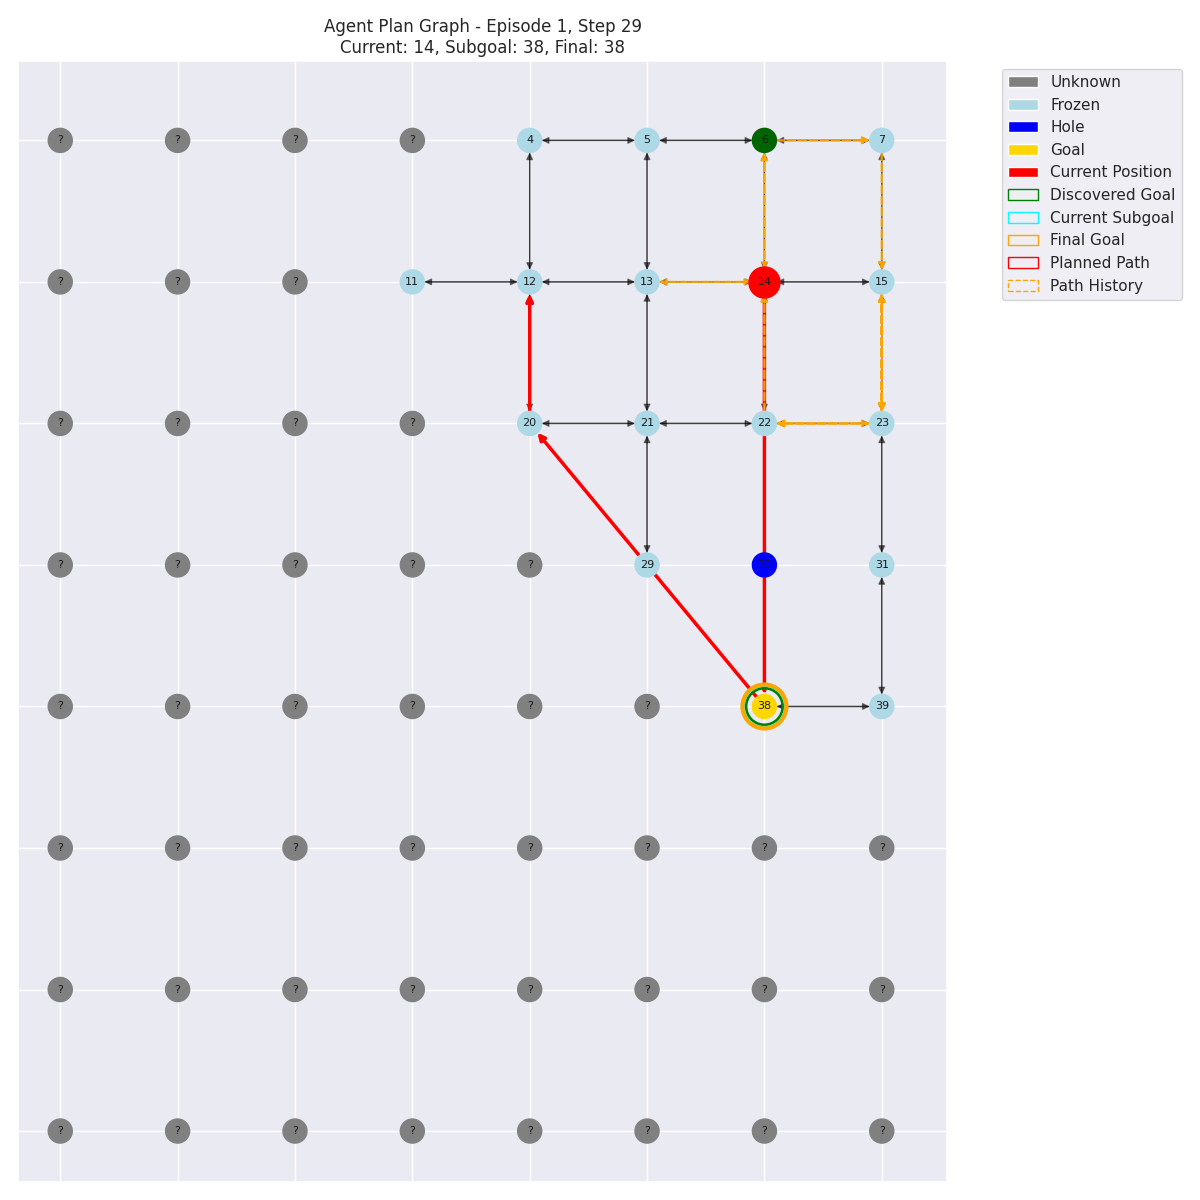 Agent Plan Graph - Episode 1, Step 29
Current: 14, Subgoal: 38, Final: 38
Unknown
Frozen
Hole
Goal
Current Position
Discovered Goal
Current Subgoal
Final Goal
Planned Path
Path History
? ? ? ? 4 5 6 7
? ? ? 11 12 13 14 15
? ? ? ? 20 21 22 23
? ? ? ? ? 29 30 31
? ? ? ? ? ? 38 39
? ? ? ? ? ? ? ?
? ? ? ? ? ? ? ?
? ? ? ? ? ? ? ?